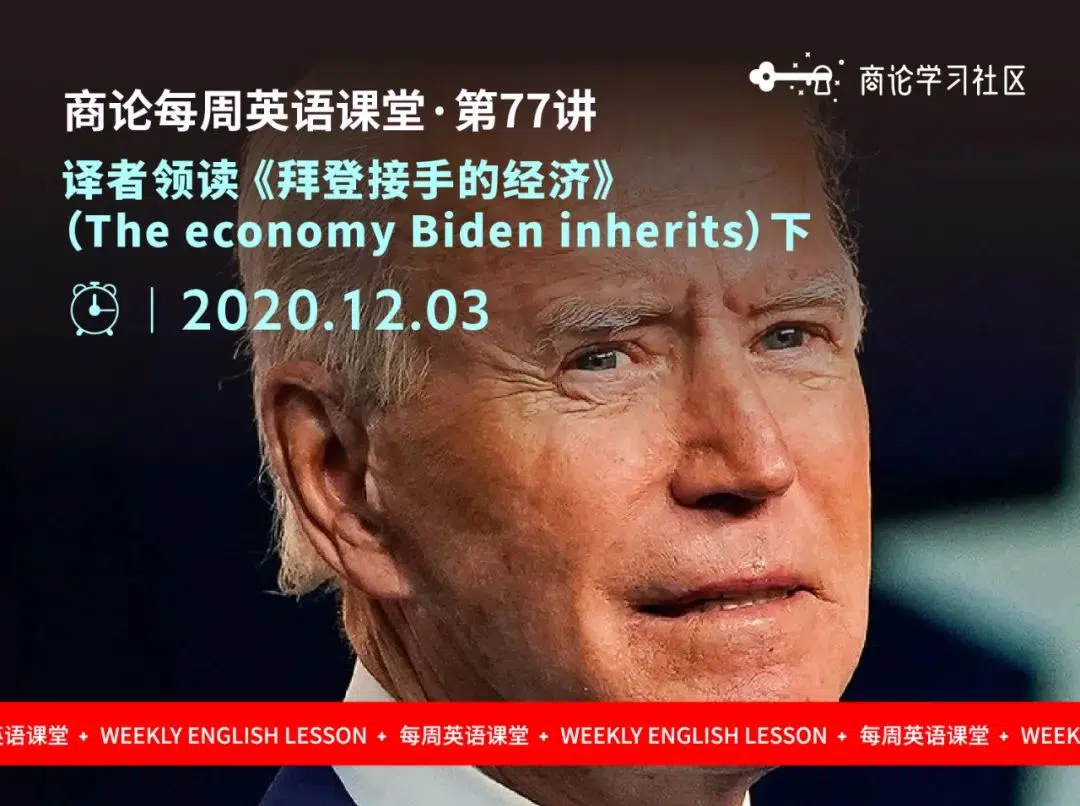 商论学习社区
商论每周英语课堂·第77讲
译者领读《拜登接手的经济》
(The economy Biden inherits) 下
2020.12.03
英语课堂 + WEEKLY ENGLISH LESSON + 每周英语课堂 + WEEKLY ENGLISH LESSON + 每周英语课堂 + WEEK